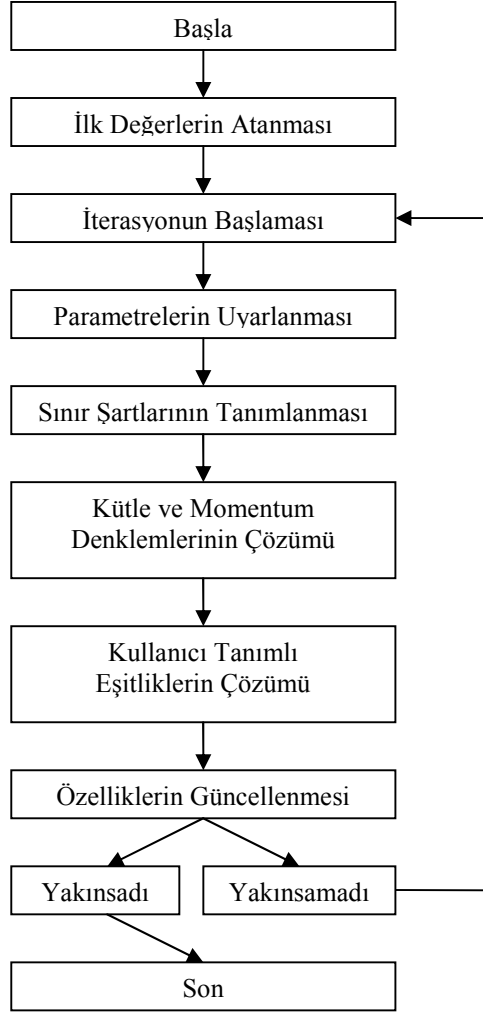 Başla
İlk Değerlerin Atanması
İterasyonun Başlaması
Parametrelerin Uyarlanması
Sınır Şartlarının Tanımlanması
Kütle ve Momentum
Denklemlerinin Çözümü
Kullanıcı Tanımlı
Eşitliklerin Çözümü
Özelliklerin Güncellenmesi
Yakınsadı
Yakınsamadı
Son